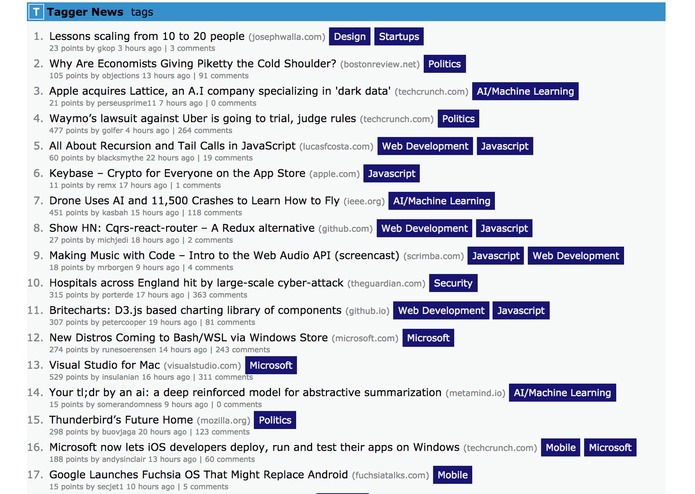 T Tagger News tags
1. Lessons scaling from 10 to 20 people (josephwalla.com) Design Startups
23 points by gkop 3 hours ago | 3 comments
2. Why Are Economists Giving Piketty the Cold Shoulder? (bostonreview.net) Politics
105 points by objections 13 hours ago | 91 comments
3. Apple acquires Lattice, an A.I company specializing in 'dark data' (techcrunch.com) AI/Machine Learning
21 points by perseusprime11 7 hours ago | 0 comments
4. Waymo's lawsuit against Uber is going to trial, judge rules (techcrunch.com) Politics
477 points by golfer 4 hours ago | 264 comments
5. All About Recursion and Tail Calls in JavaScript (lucasfcosta.com) Web Development Javascript
60 points by blacksmythe 22 hours ago | 19 comments
6. Keybase – Crypto for Everyone on the App Store (apple.com) Javascript
11 points by remx 17 hours ago | 1 comments
7. Drone Uses AI and 11,500 Crashes to Learn How to Fly (ieee.org) AI/Machine Learning
451 points by kasbah 15 hours ago | 118 comments
8. Show HN: Cqrs-react-router – A Redux alternative (github.com) Web Development Javascript
27 points by michjedi 18 hours ago | 2 comments
9. Making Music with Code – Intro to the Web Audio API (screencast) (scrimba.com) Javascript Web Development
18 points by mrborgen 9 hours ago | 4 comments
10. Hospitals across England hit by large-scale cyber-attack (theguardian.com) Security
315 points by porterde 17 hours ago | 363 comments
11. Britecharts: D3.js based charting library of components (github.io) Web Development Javascript
307 points by petercooper 19 hours ago | 81 comments
12. New Distros Coming to Bash/WSL via Windows Store (microsoft.com) Microsoft
274 points by runesoerensen 14 hours ago | 243 comments
13. Visual Studio for Mac (visualstudio.com) Microsoft
529 points by insulanian 16 hours ago | 311 comments
14. Your tl;dr by an ai: a deep reinforced model for abstractive summarization (metamind.io) AI/Machine Learning
15 points by somerandomness 9 hours ago | 0 comments
15. Thunderbird's Future Home (mozilla.org) Politics
298 points by buovjaga 20 hours ago | 123 comments
16. Microsoft now lets iOS developers deploy, run and test their apps on Windows (techcrunch.com) Mobile Microsoft
188 points by andysinclair 13 hours ago | 60 comments
17. Google Launches Fuchsia OS That Might Replace Android (fuchsiatalks.com) Mobile
15 points by secjet1 10 hours ago | 5 comments